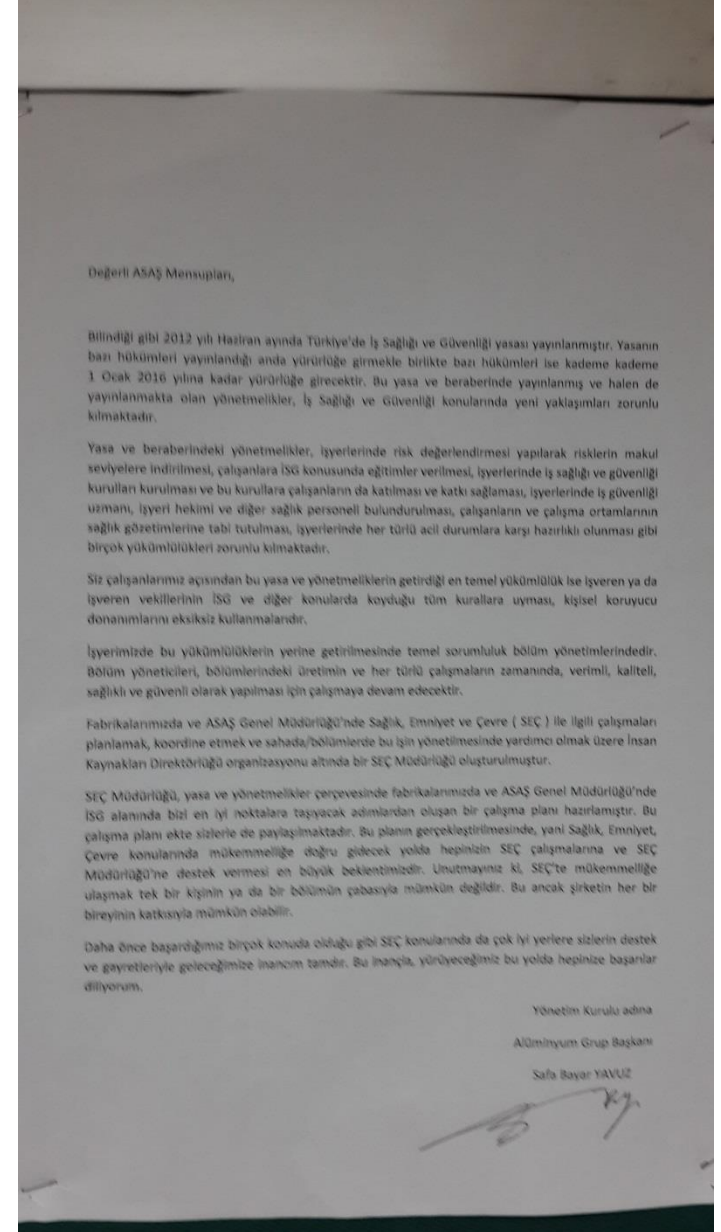 Değerli ASAŞ Mensupları,
Bilindiği gibi 2012 yılı Haziran ayında Türkiye'de İş Sağlığı ve Güvenliği yasası yayınlanmıştır. Yasanın
bazı hükümleri yayınlandığı anda yürürlüğe girmekle birlikte bazı hükümleri ise kademe kademe
1 Ocak 2016 yılına kadar yürürlüğe girecektir. Bu yasa ve beraberinde yayınlanmış ve halen de
yayınlanmakta olan yönetmelikler, İş Sağlığı ve Güvenliği konularında yeni yaklaşımları zorunlu
kılmaktadır.
Yasa ve beraberindeki yönetmelikler, işyerlerinde risk değerlendirmesi yapılarak risklerin makul
seviyelere indirilmesi, çalışanlara İSG konusunda eğitimler verilmesi, işyerlerinde iş sağlığı ve güvenliği
kurulları kurulması ve bu kurullara çalışanların da katılması ve katkı sağlaması, işyerlerinde iş güvenliği
uzmanı, işyeri hekimi ve diğer sağlık personeli bulundurulması, çalışanların ve çalışma ortamlarının
sağlık gözetimlerine tabi tutulması, işyerlerinde her türlü acil durumlara karşı hazırlıklı olunması gibi
birçok yükümlülükleri zorunlu kılmaktadır.
Siz çalışanlarımız açısından bu yasa ve yönetmeliklerin getirdiği en temel yükümlülük ise işveren ya da
işveren vekillerinin İSG ve diğer konularda koyduğu tüm kurallara uyması, kişisel koruyucu
donanımlarını eksiksiz kullanmalarıdır.
İşyerimizde bu yükümlülüklerin yerine getirilmesinde temel sorumluluk bölüm yönetimlerindedir.
Bölüm yöneticileri, bölümlerindeki üretimin ve her türlü çalışmaların zamanında, verimli, kaliteli,
sağlıklı ve güvenli olarak yapılması için çalışmaya devam edecektir.
Fabrikalarımızda ve ASAŞ Genel Müdürlüğü'nde Sağlık, Emniyet ve Çevre ( SEÇ ) ile ilgili çalışmaları
planlamak, koordine etmek ve sahada/bölümlerde bu işin yönetilmesinde yardımcı olmak üzere İnsan
Kaynakları Direktörlüğü organizasyonu altında bir SEÇ Müdürlüğü oluşturulmuştur.
SEÇ Müdürlüğü, yasa ve yönetmelikler çerçevesinde fabrikalarımızda ve ASAŞ Genel Müdürlüğü'nde
İSG alanında bizi en iyi noktalara taşıyacak adımlardan oluşan bir çalışma planı hazırlamıştır. Bu
çalışma planı ekte sizlerle de paylaşılmaktadır. Bu planın gerçekleştirilmesinde, yani Sağlık, Emniyet,
Çevre konularında mükemmelliğe doğru gidecek yolda hepinizin SEÇ çalışmalarına ve SEÇ
Müdürlüğü'ne destek vermesi en büyük beklentimizdir. Unutmayınız ki, SEÇ'te mükemmelliğe
ulaşmak tek bir kişinin ya da bir bölümün çabasıyla mümkün değildir. Bu ancak şirketin her bir
bireyinin katkısıyla mümkün olabilir.
Daha önce başardığımız birçok konuda olduğu gibi SEÇ konularında da çok iyi yerlere sizlerin destek
ve gayretleriyle geleceğimize inancım tamdır. Bu inançla, yürüyeceğimiz bu yolda hepinize başarılar
diliyorum.
Yönetim Kurulu adına
Alüminyum Grup Başkanı
Safa Bayar YAVUZ